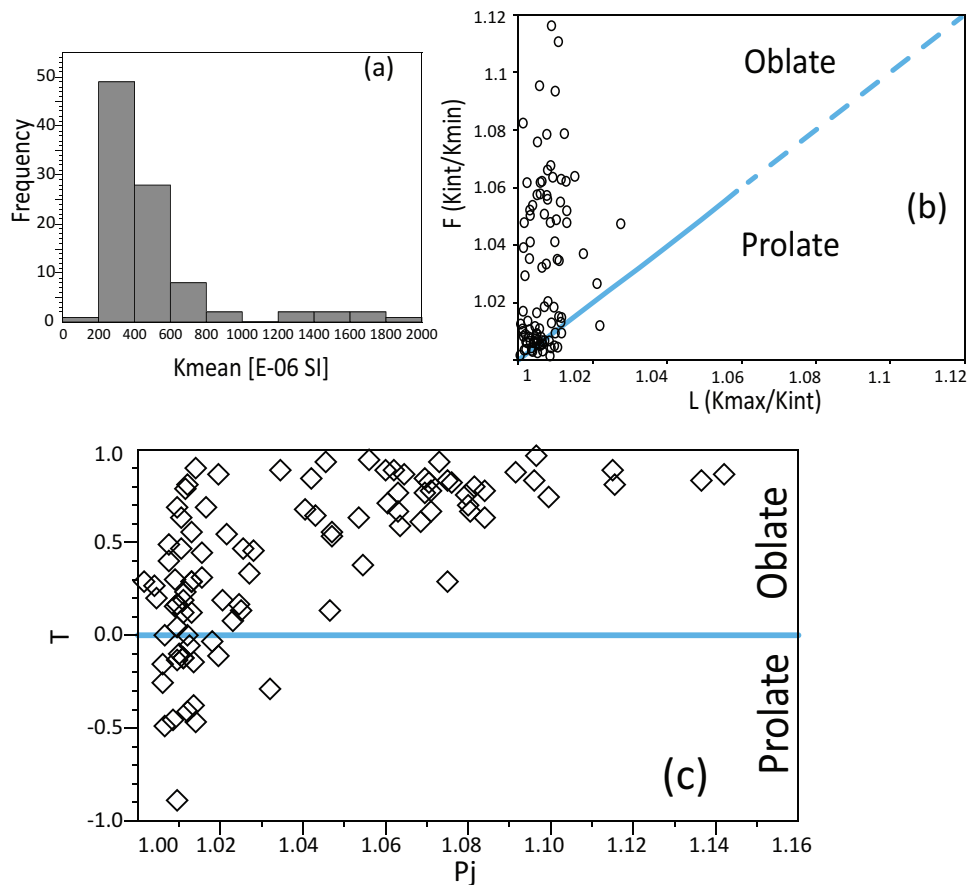 (a)
Frequency
50
40
30
20
10
0
0 200 400 600 800 1000 1200 1400 1600 1800 2000
Kmean [E-06 SI]
(b)
Oblate
Prolate
F (Kint/Kmin)
1.12
1.1
1.08
1.06
1.04
1.02
1 1.02 1.04 1.06 1.08 1.1 1.12
L (Kmax/Kint)
(c)
Oblate
Prolate
T
1.0
0.5
0.0
-0.5
-1.0
1.00 1.02 1.04 1.06 1.08 1.10 1.12 1.14 1.16
Pj